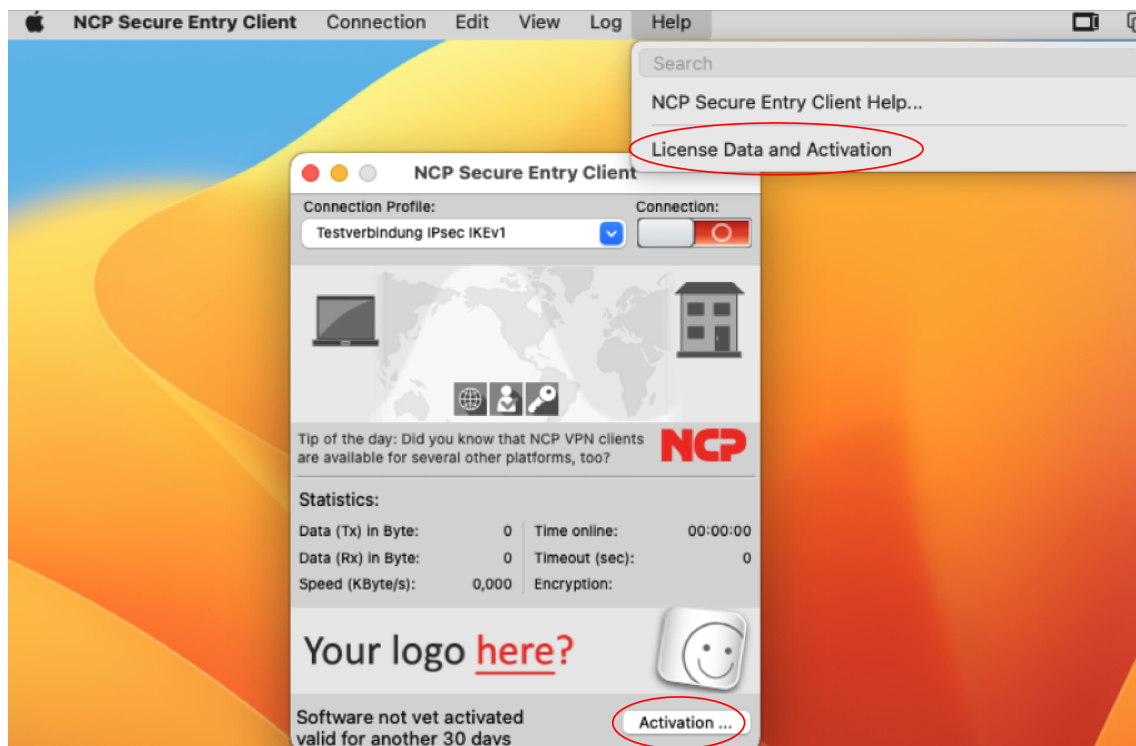 NCP Secure Entry Client Connection Edit View Log Help
Search
NCP Secure Entry Client Help...
License Data and Activation
NCP Secure Entry Client
Connection Profile: Connection:
Testverbindung IPsec IKEv1
Tip of the day: Did you know that NCP VPN clients
are available for several other platforms, too?
NCP
Statistics:
Data (Tx) in Byte: 0 Time online: 00:00:00
Data (Rx) in Byte: 0 Timeout (sec): 0
Speed (KByte/s): 0,000 Encryption:
Your logo here?
Software not yet activated
valid for another 30 days
Activation ...